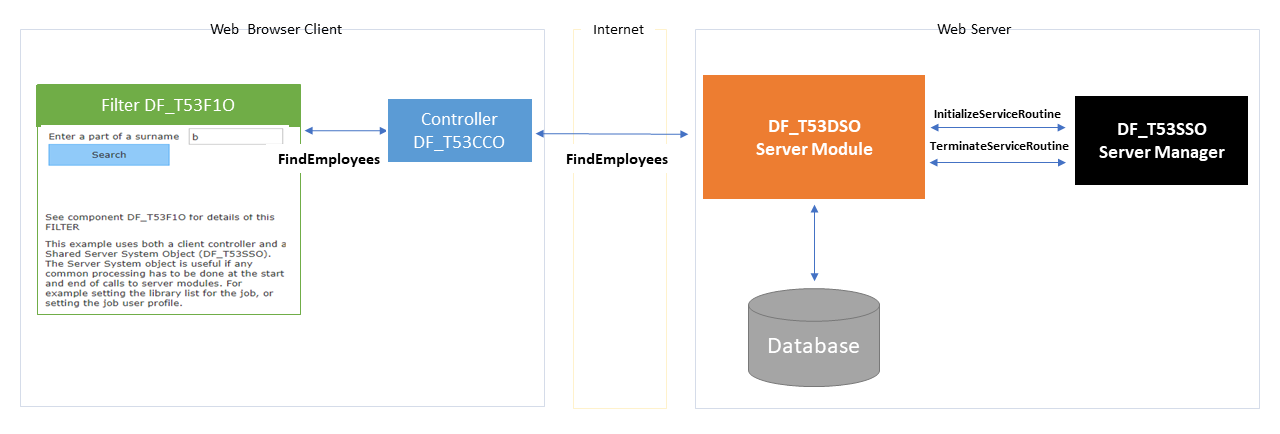 Web Browser Client
Internet
Web Server
Filter DF_T53F1O
Enter a part of a surname
b
Search
See component DF_T53F1O for details of this
FILTER
This example uses both a client controller and a
Shared Server System Object (DF_T53SSO).
The Server System object is useful if any
common processing has to be done at the start
and end of calls to server modules. For
example setting the library list for the job, or
setting the job user profile.
FindEmployees
Controller
DF_T53CCO
FindEmployees
DF_T53DSO
Server Module
InitializeServiceRoutine
TerminateServiceRoutine
DF_T53SSO
Server Manager
Database